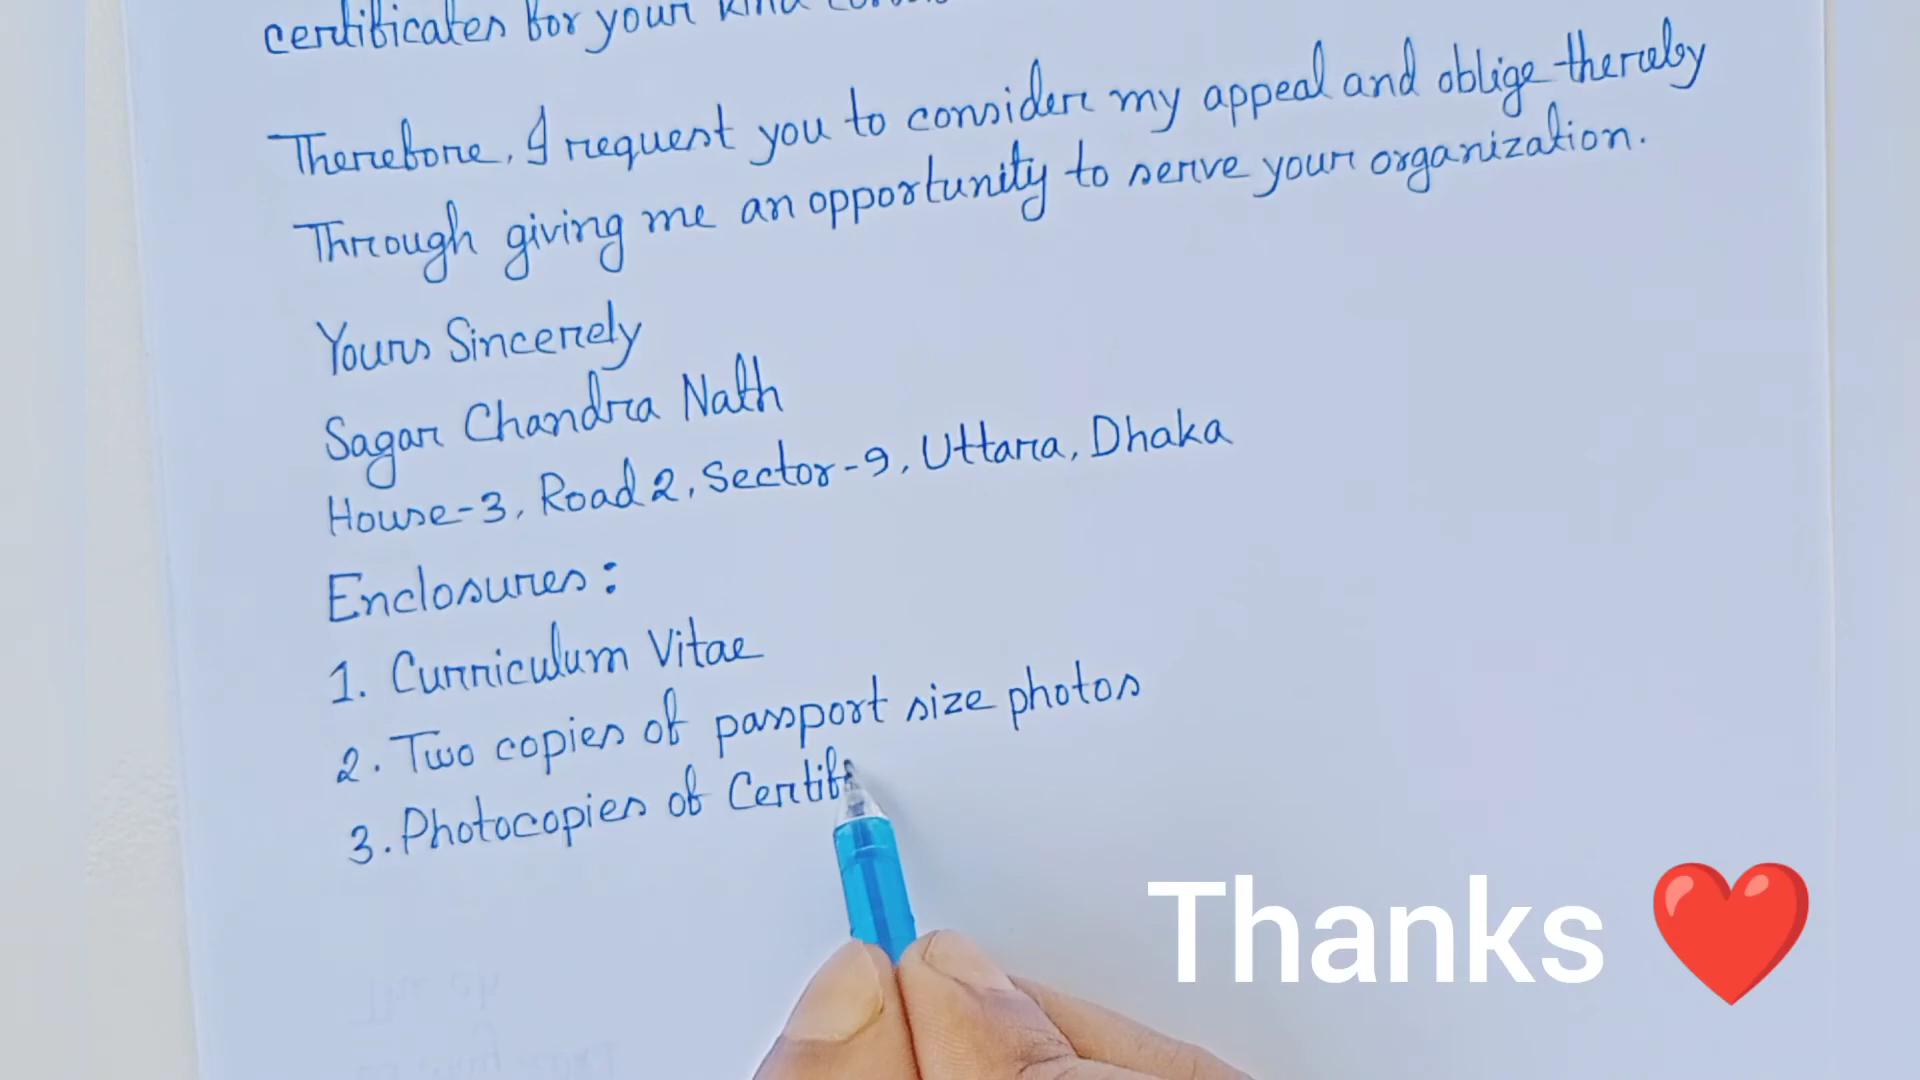 certificates for your kind
Therefore, I request you to consider my appeal and oblige thereby
Through giving me an opportunity to serve your organization.
Yours Sincerely
Sagar Chandra Nath
House-3, Road 2, Sector-9, Uttara, Dhaka
Enclosures:
1. Curriculum Vitae
2. Two copies of passport size photos
3. Photocopies of Certif
Thanks ❤️